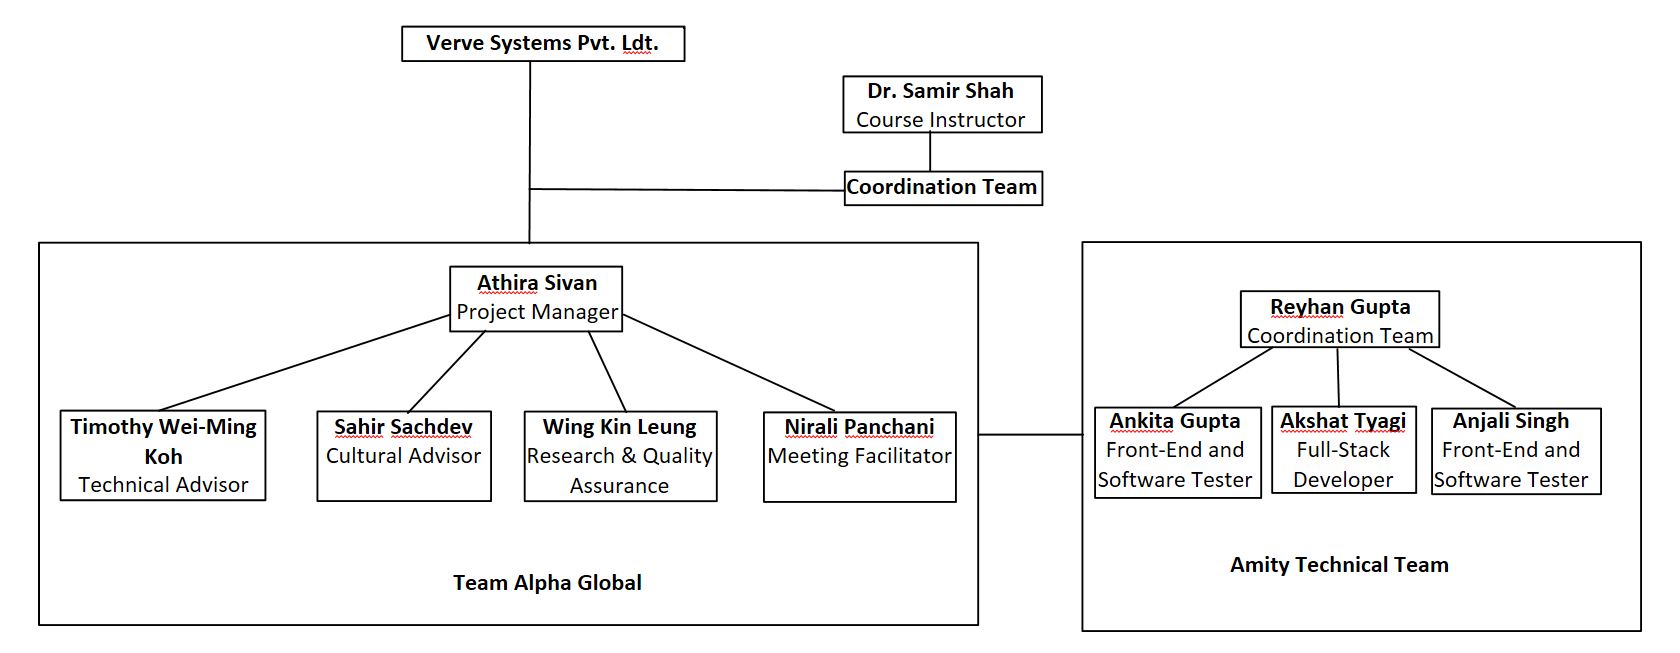 Verve Systems Pvt. Ldt.
Dr. Samir Shah
Course Instructor
Coordination Team
Athira Sivan
Project Manager
Timothy Wei-Ming
Koh
Technical Advisor
Sahir Sachdev
Cultural Advisor
Wing Kin Leung
Research & Quality
Assurance
Nirali Panchani
Meeting Facilitator
Team Alpha Global
Reyhan Gupta
Coordination Team
Ankita Gupta
Front-End and
Software Tester
Akshat Tyagi
Full-Stack
Developer
Anjali Singh
Front-End and
Software Tester
Amity Technical Team